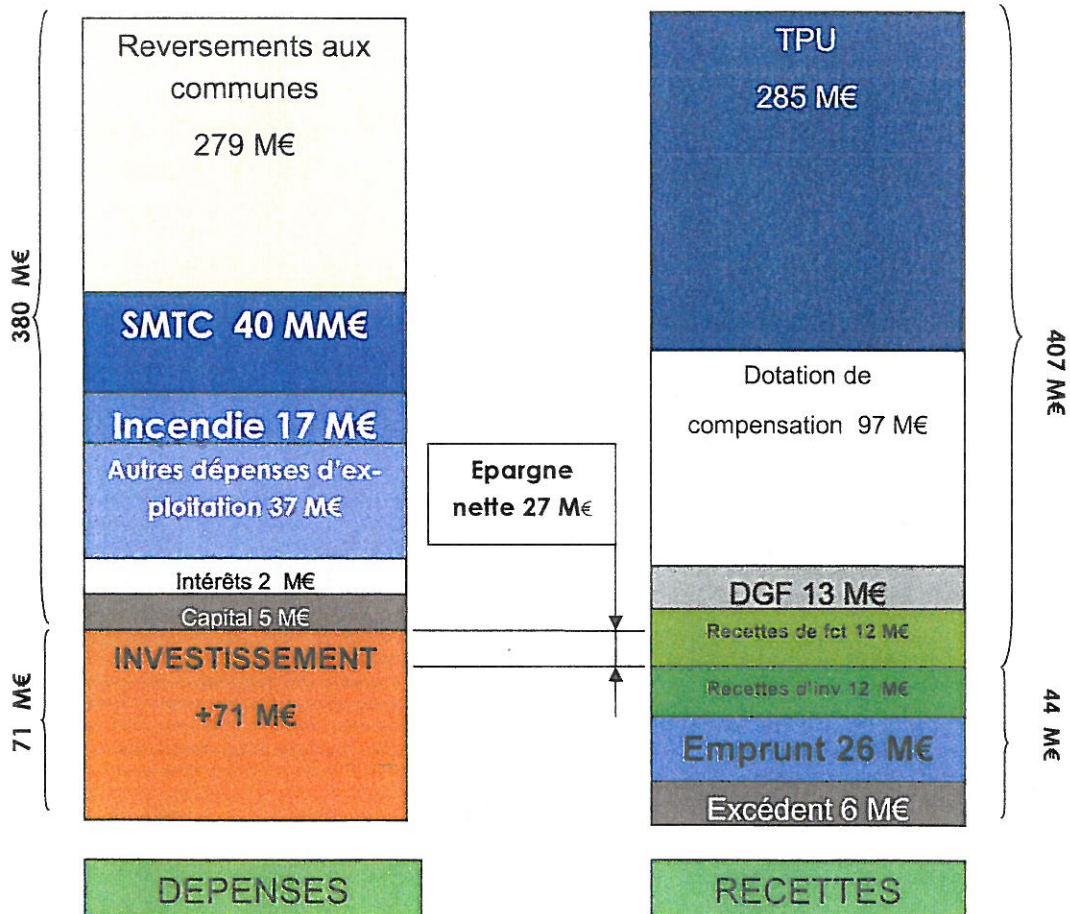 380 M€
71 M€
Reversements aux
communes
279 M€
SMTC 40 MM€
Incendie 17 M€
Autres dépenses d'ex-
ploitation 37 M€
Intérêts 2 M€
Capital 5 M€
INVESTISSEMENT
+71 M€
DEPENSES
Epargne
nette 27 M€
TPU
285 M€
Dotation de
compensation 97 M€
DGF 13 M€
Recettes de fct 12 M€
Recettes d'inv 12 M€
Emprunt 26 M€
Excédent 6 M€
RECETTES
407 M€
44 M€